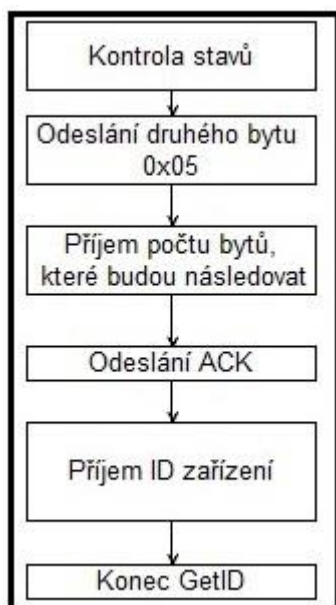 Kontrola stavů
Odeslání druhého bytu
0x05
Příjem počtu bytů,
které budou následovat
Odeslání ACK
Příjem ID zařízení
Konec GetID